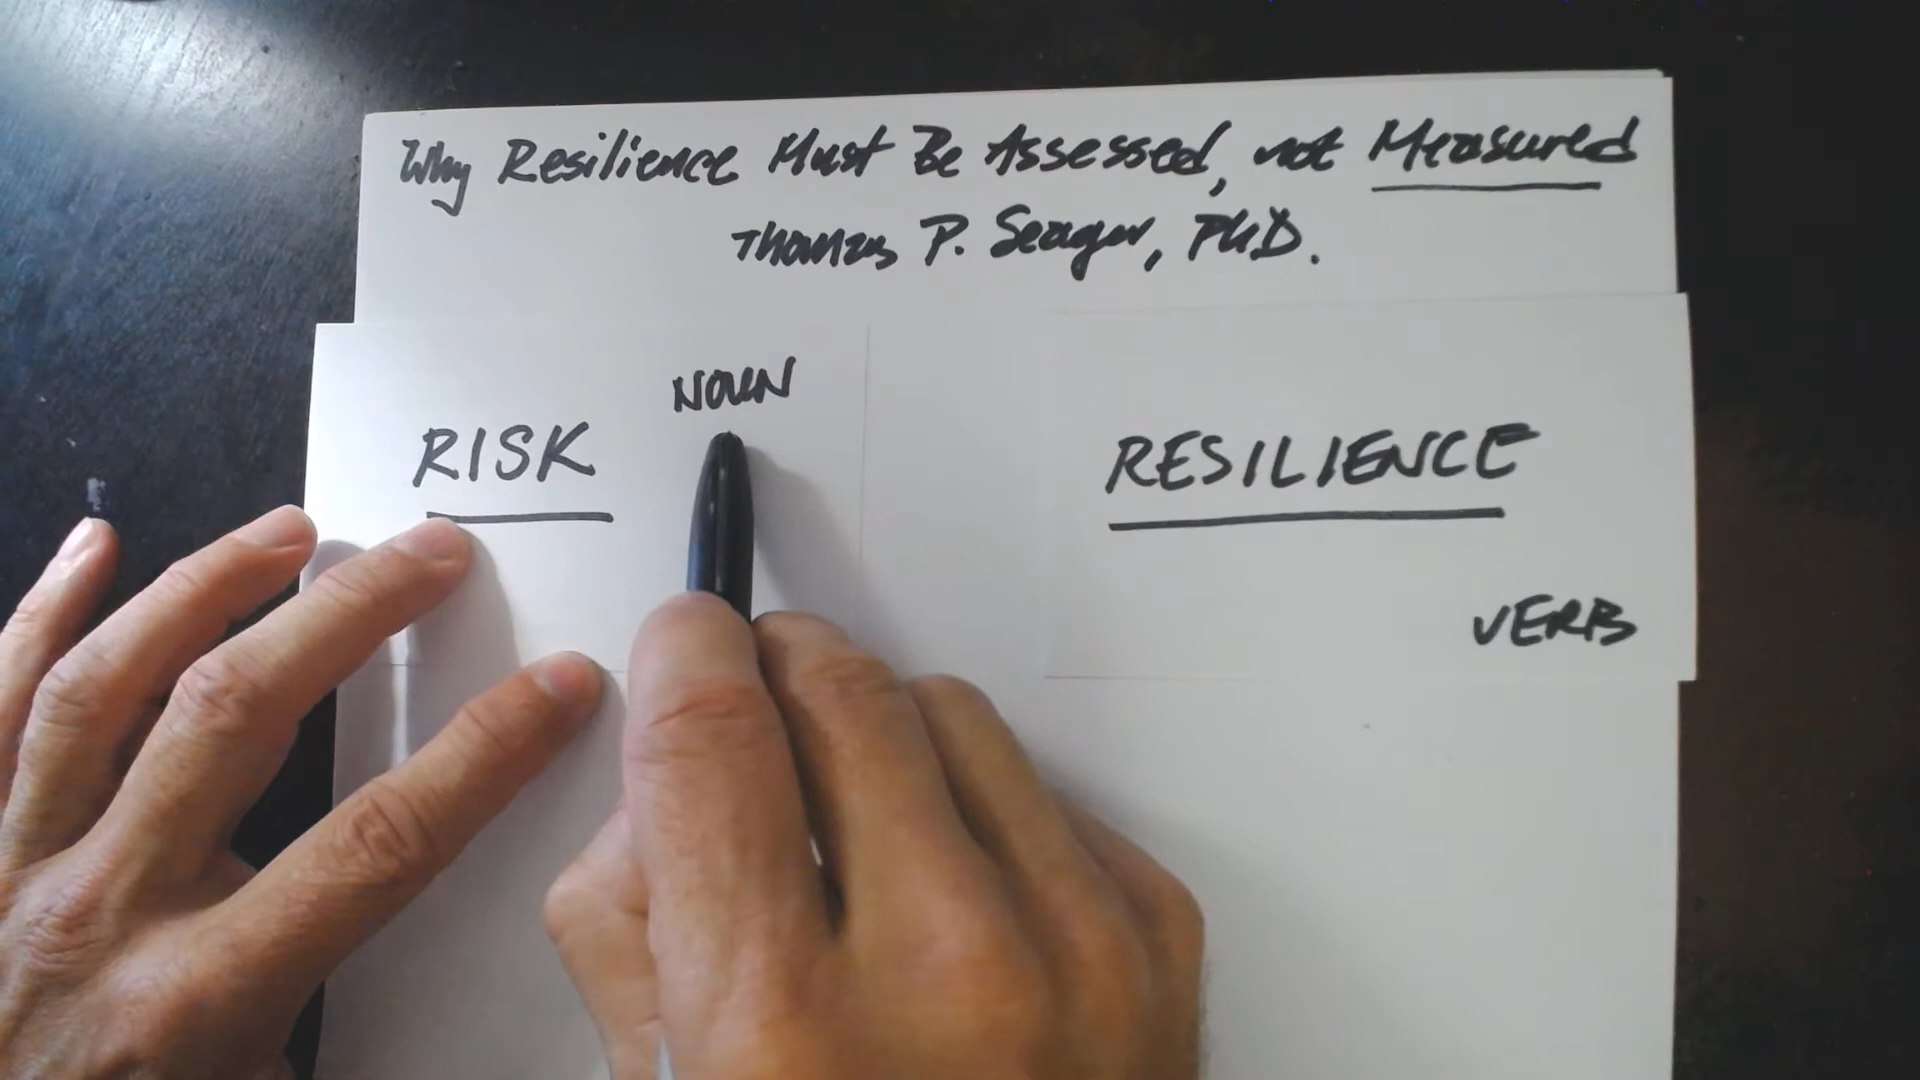 Why Resilience Must Be Assessed, not Measured
Thomas P. Seager, PhD.
NOUN
RISK
RESILIENCE
VERB